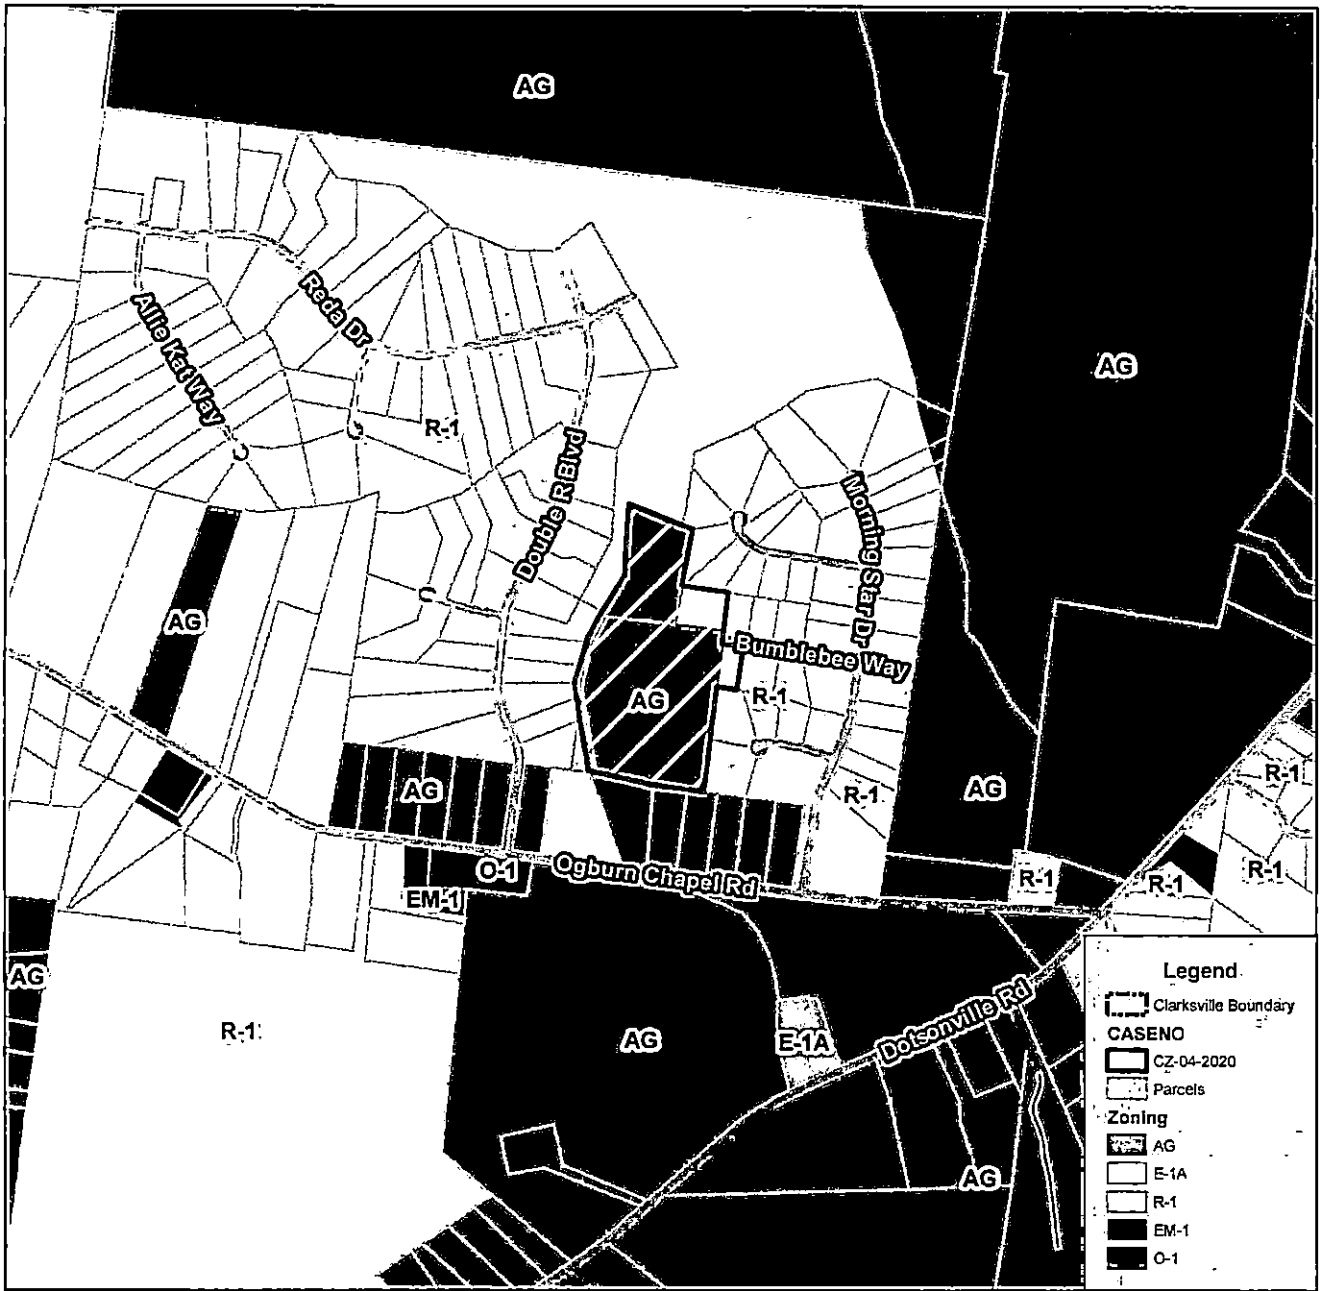 AG
AG
Reda Dr
Allie Kat Way
R-1
Double R Blvd
Morning Star Dr
AG
Bumblebee Way
AG
R-1
AG
R-1
AG
R-1
O-1
Ogburn Chapel Rd
EM-1
R-1
R-1
R-1
AG
R-1
AG
E-1A
Dotsonville Rd
AG
Legend
Clarksville Boundary
CASENO
CZ-04-2020
Parcels
Zoning
AG
E-1A
R-1
EM-1
O-1